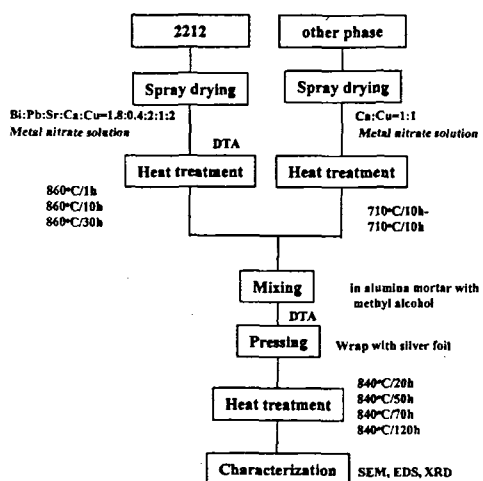 2212
other phase
Spray drying
Spray drying
Bi:Pb:Sr:Ca:Cu=1.8:0.4:2:1:2
Metal nitrate solution
Ca:Cu=1:1
Metal nitrate solution
DTA
Heat treatment
Heat treatment
860°C/1h
860°C/10h
860°C/30h
710°C/10h-
710°C/10h
Mixing
in alumina mortar with
methyl alcohol
DTA
Pressing
Wrap with silver foil
Heat treatment
840°C/20h
840°C/50h
840°C/70h
840°C/120h
Characterization
SEM, EDS, XRD